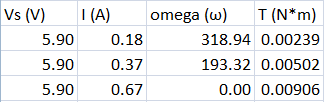 Vs (V) I (A) omega (ω) T (N*m)
5.90 0.18 318.94 0.00239
5.90 0.37 193.32 0.00502
5.90 0.67 0.00 0.00906